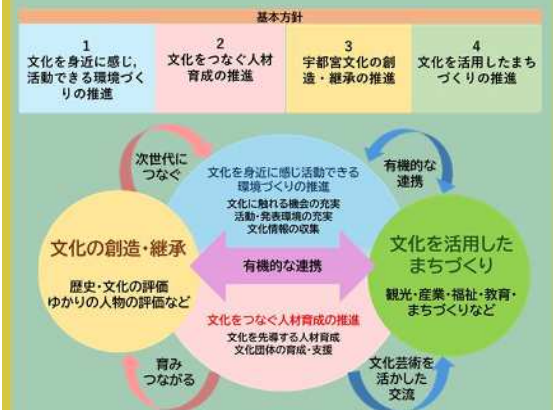 基本方針
1
文化を身近に感じ，
活動できる環境づく
りの推進
2
文化をつなぐ人材
育成の推進
3
宇都宮文化の創
造・継承の推進
4
文化を活用したまち
づくりの推進
次世代に
つなぐ
文化を身近に感じ活動できる
環境づくりの推進
文化に触れる機会の充実
活動・発表環境の充実
文化情報の収集
有機的な
連携
文化の創造・継承
歴史・文化の評価
ゆかりの人物の評価など
有機的な連携
文化を活用した
まちづくり
観光・産業・福祉・教育・
まちづくりなど
文化をつなぐ人材育成の推進
文化を先導する人材育成
文化団体の育成・支援
育み
つながる
文化芸術を
活かした
交流